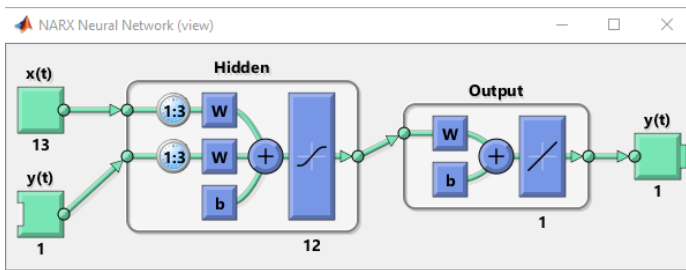 NARX Neural Network (view)
Hidden
x(t)
1:3
W
13
y(t)
1:3
W
b
1
12
Output
W
b
1
y(t)
1